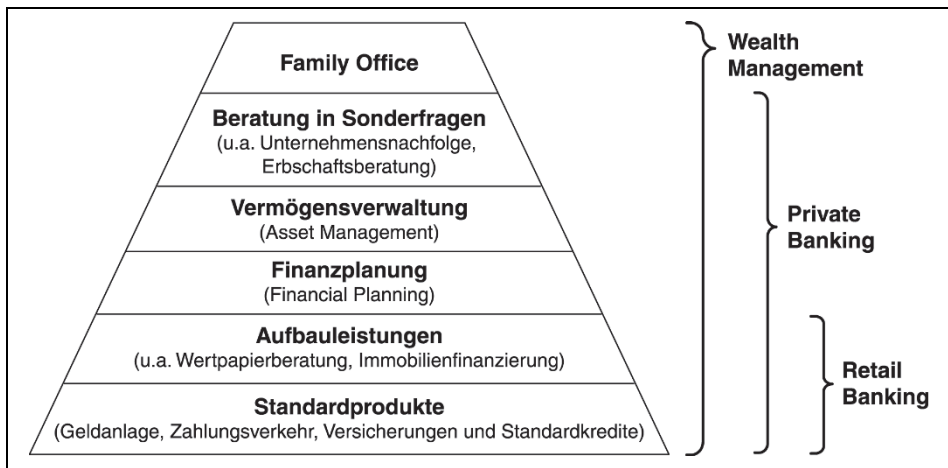 Family Office
Beratung in Sonderfragen
(u.a. Unternehmensnachfolge,
Erbschaftsberatung)
Vermögensverwaltung
(Asset Management)
Finanzplanung
(Financial Planning)
Aufbauleistungen
(u.a. Wertpapierberatung, Immobilienfinanzierung)
Standardprodukte
(Geldanlage, Zahlungsverkehr, Versicherungen und Standardkredite)
Wealth
Management
Private
Banking
Retail
Banking